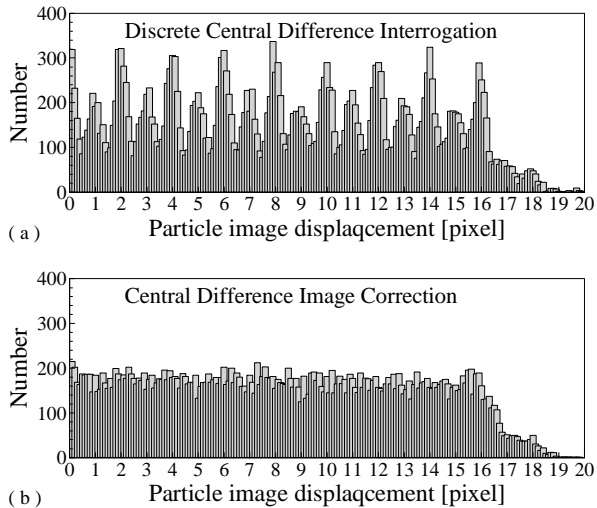 Discrete Central Difference Interrogation
Number
400
300
200
100
0
0 1 2 3 4 5 6 7 8 9 10 11 12 13 14 15 16 17 18 19 20
( a ) Particle image displaqcement [pixel]
Central Difference Image Correction
Number
400
300
200
100
0
0 1 2 3 4 5 6 7 8 9 10 11 12 13 14 15 16 17 18 19 20
( b ) Particle image displaqcement [pixel]